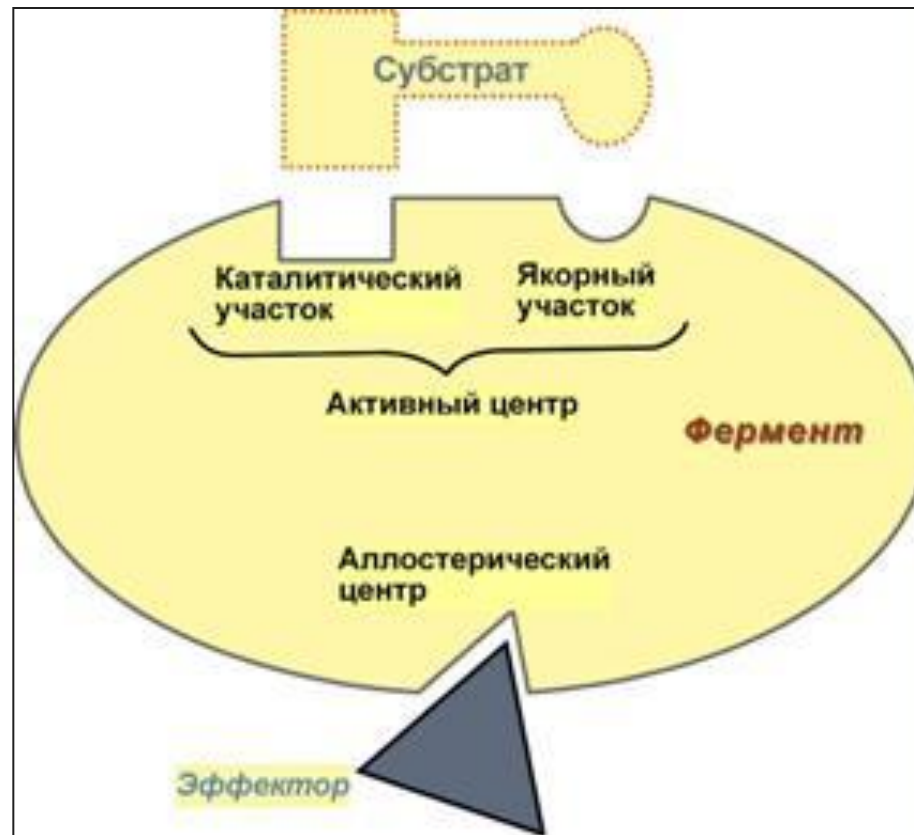 Субстрат
Каталитический
участок
Якорный
участок
Активный центр
Фермент
Аллостерический
центр
Эффектор